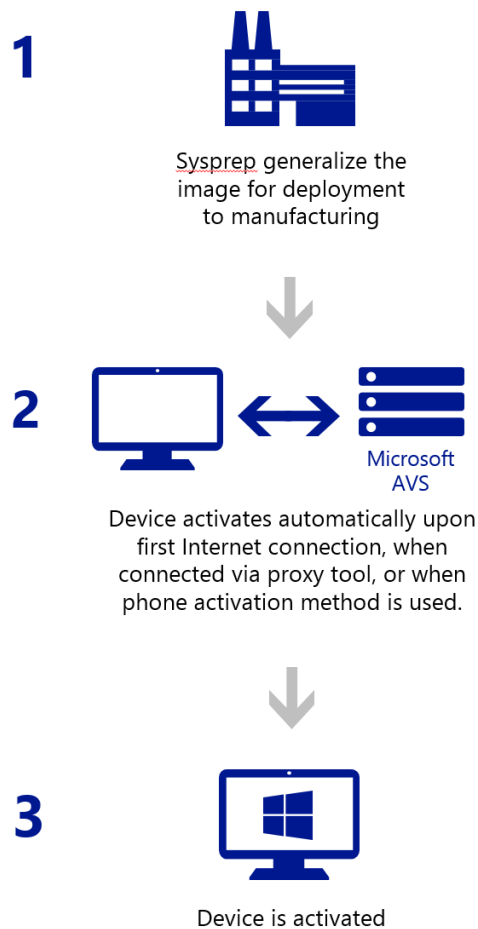 1
Sysprep generalize the
image for deployment
to manufacturing
2
Microsoft
AVS
Device activates automatically upon
first Internet connection, when
connected via proxy tool, or when
phone activation method is used.
3
Device is activated